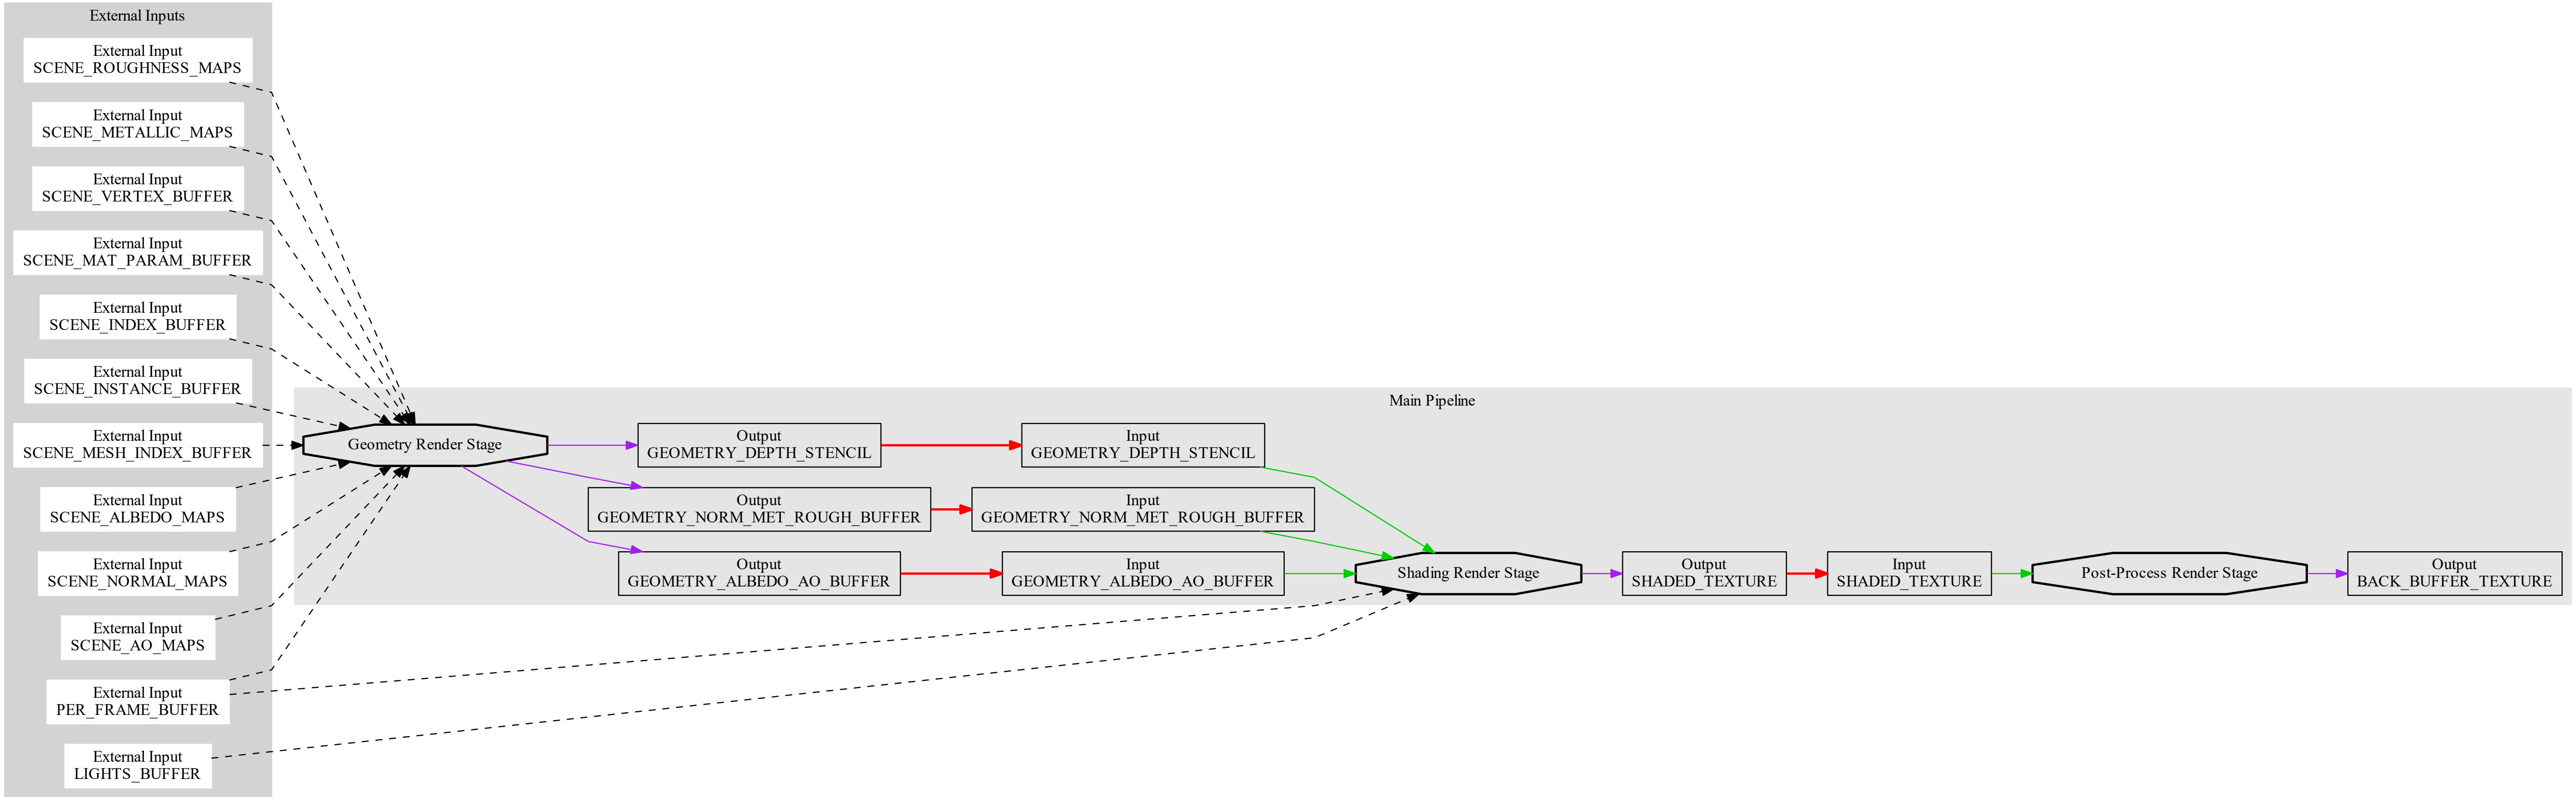 External Inputs
External Input
SCENE_ROUGHNESS_MAPS
External Input
SCENE_METALLIC_MAPS
External Input
SCENE_VERTEX_BUFFER
External Input
SCENE_MAT_PARAM_BUFFER
External Input
SCENE_INDEX_BUFFER
External Input
SCENE_INSTANCE_BUFFER
External Input
SCENE_MESH_INDEX_BUFFER
External Input
SCENE_ALBEDO_MAPS
External Input
SCENE_NORMAL_MAPS
External Input
SCENE_AO_MAPS
External Input
PER_FRAME_BUFFER
External Input
LIGHTS_BUFFER
Main Pipeline
Geometry Render Stage
Output
GEOMETRY_DEPTH_STENCIL
Input
GEOMETRY_DEPTH_STENCIL
Output
GEOMETRY_NORM_MET_ROUGH_BUFFER
Input
GEOMETRY_NORM_MET_ROUGH_BUFFER
Output
GEOMETRY_ALBEDO_AO_BUFFER
Input
GEOMETRY_ALBEDO_AO_BUFFER
Shading Render Stage
Output
SHADED_TEXTURE
Input
SHADED_TEXTURE
Post-Process Render Stage
Output
BACK_BUFFER_TEXTURE